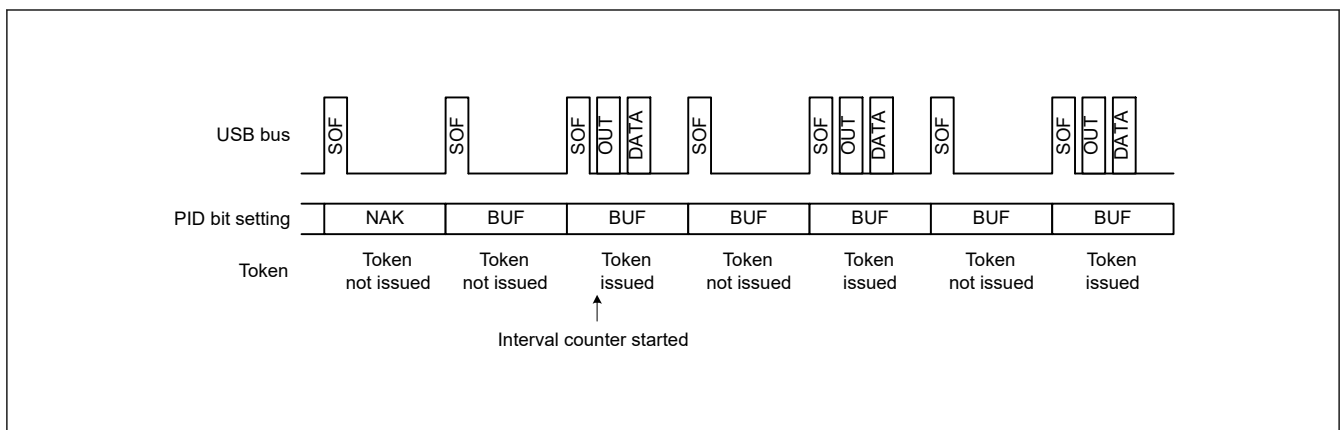 USB bus
SOF
SOF
SOF
OUT
DATA
SOF
SOF
OUT
DATA
SOF
SOF
OUT
DATA
PID bit setting
NAK
BUF
BUF
BUF
BUF
BUF
BUF
Token
Token
not issued
Token
not issued
Token
issued
Token
not issued
Token
issued
Token
not issued
Token
issued
Interval counter started